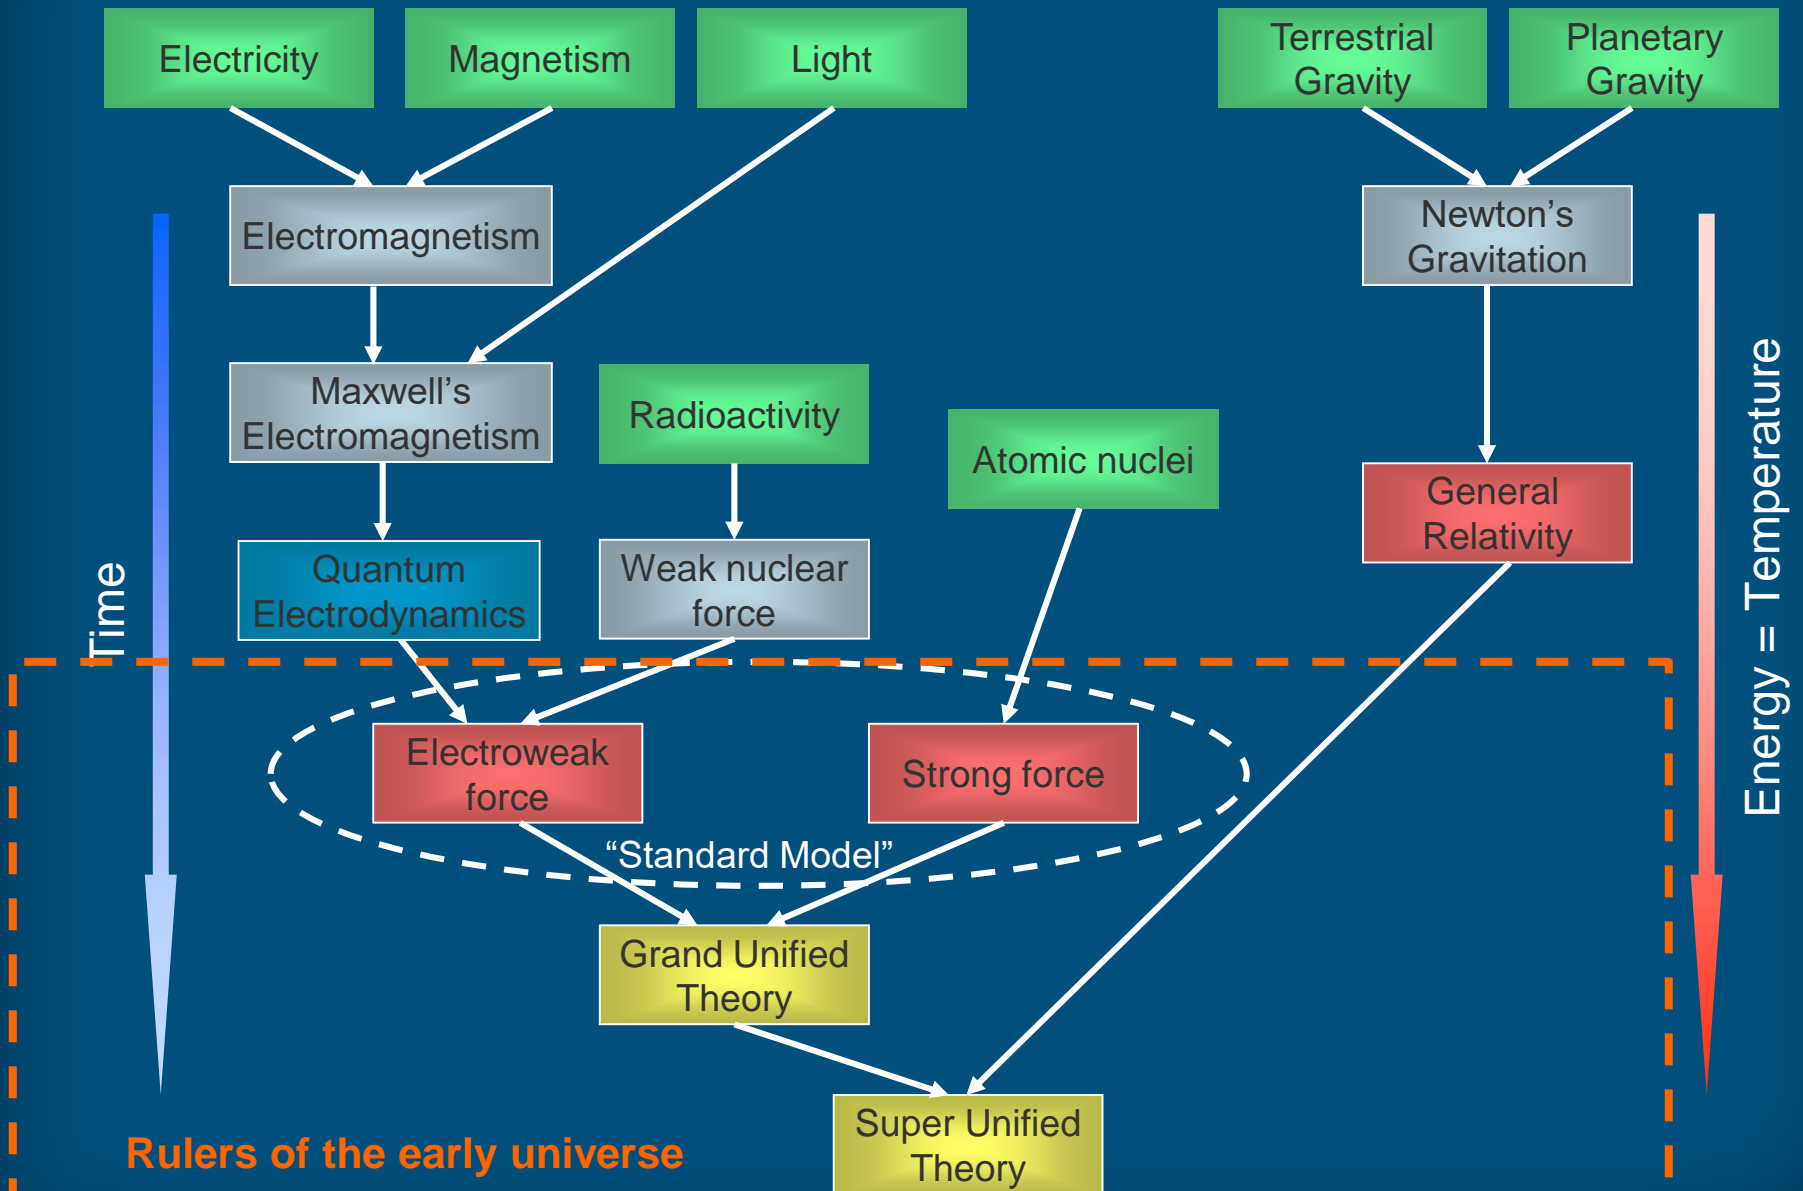 Electricity
Magnetism
Light
Terrestrial
Gravity
Planetary
Gravity
Electromagnetism
Newton’s
Gravitation
Maxwell’s
Electromagnetism
Radioactivity
Atomic nuclei
General
Relativity
Quantum
Electrodynamics
Weak nuclear
force
Time
Energy = Temperature
Electroweak
force
Strong force
“Standard Model”
Grand Unified
Theory
Super Unified
Theory
Rulers of the early universe